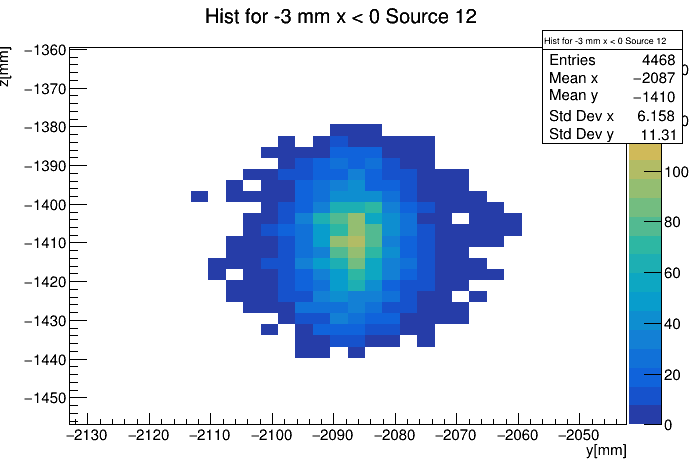 Hist for -3 mm x < 0 Source 12
Hist for -3 mm x < 0 Source 12
Entries 4468
Mean x −2087
Mean y −1410
Std Dev x 6.158
Std Dev y 11.31
z[mm]
−1360
−1370
−1380
−1390
−1400
−1410
−1420
−1430
−1440
−1450
100
80
60
40
20
0
−2130 −2120 −2110 −2100 −2090 −2080 −2070 −2060 −2050
y[mm]